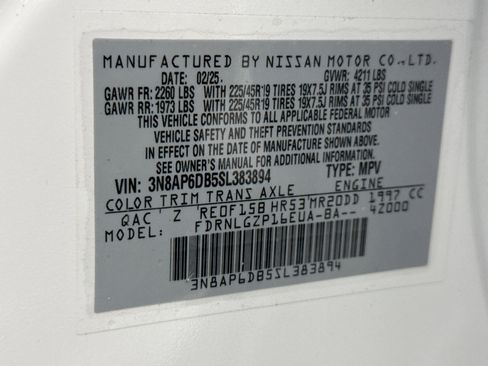 MANUFACTURED BY NISSAN MOTOR CO.,LTD.
DATE: 02/25 GVWR: 4211 LBS
GAWR FR: 2260 LBS WITH 225/45R19 TIRES 19X7.5J RIMS AT 35 PSI COLD SINGLE
GAWR RR: 1973 LBS WITH 225/45R19 TIRES 19X7.5J RIMS AT 35 PSI COLD SINGLE
THIS VEHICLE CONFORMS TO ALL APPLICABLE FEDERAL MOTOR
VEHICLE SAFETY AND THEFT PREVENTION STANDARDS
IN EFFECT ON THE DATE OF MANUFACTURE SHOWN ABOVE.
SEE OWNER'S MANUAL FOR ADDITIONAL INFORMATION.
VIN: 3N8AP6DB5SL383894 TYPE: MPV
COLOR TRIM TRANS AXLE ENGINE
QAC Z RE0F15B HR53 MR20DD 1997 CC
FDRNLGZP16EUA-BA-- 4Z000
3N8AP6DB5SL383894